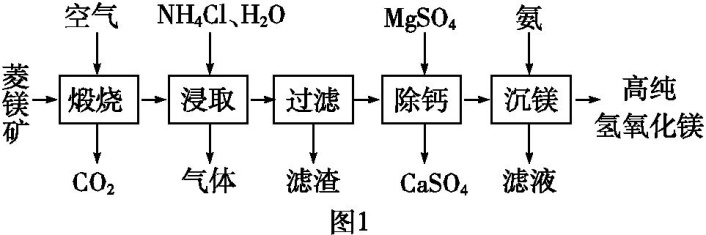 空气 NH₄Cl、H₂O MgSO₄ 氨
菱镁矿 煅烧 浸取 过滤 除钙 沉镁 高纯氢氧化镁
CO₂ 气体 滤渣 CaSO₄ 滤液
图1